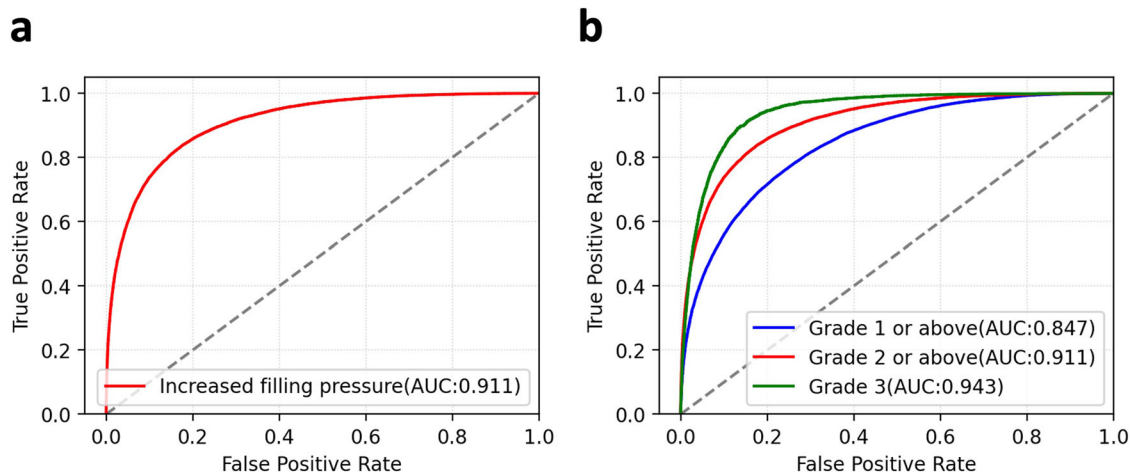 a
1.0
0.8
0.6
0.4
0.2
0.0
True Positive Rate
Increased filling pressure(AUC:0.911)
0.0 0.2 0.4 0.6 0.8 1.0
False Positive Rate
b
1.0
0.8
0.6
0.4
0.2
0.0
True Positive Rate
Grade 1 or above(AUC:0.847)
Grade 2 or above(AUC:0.911)
Grade 3(AUC:0.943)
0.0 0.2 0.4 0.6 0.8 1.0
False Positive Rate